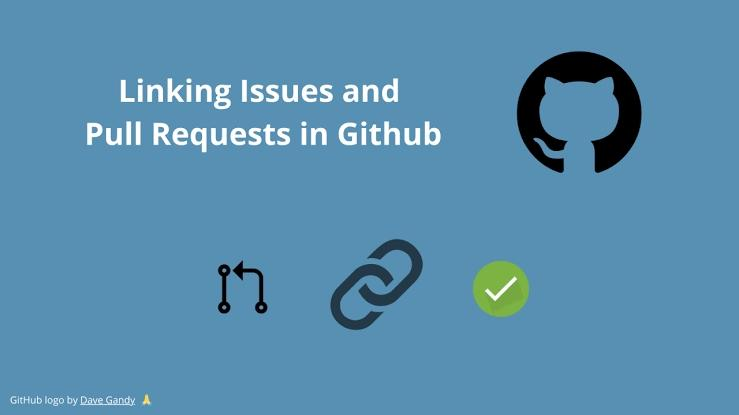 Linking Issues and
Pull Requests in Github
GitHub logo by Dave Gandy 🙏